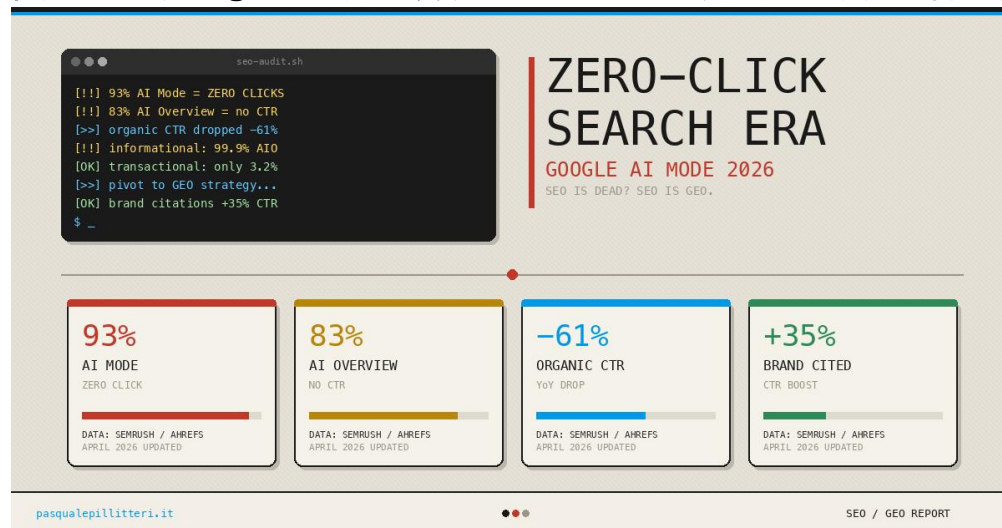 seo-audit.sh
[!!] 93% AI Mode = ZERO CLICKS
[!!] 83% AI Overview = no CTR
[>>] organic CTR dropped −61%
[!!] informational: 99.9% AIO
[OK] transactional: only 3.2%
[>>] pivot to GEO strategy...
[OK] brand citations +35% CTR
$ _
ZERO−CLICK
SEARCH ERA
GOOGLE AI MODE 2026
SEO IS DEAD? SEO IS GEO.
93%
AI MODE
ZERO CLICK
DATA: SEMRUSH / AHREFS
APRIL 2026 UPDATED
83%
AI OVERVIEW
NO CTR
DATA: SEMRUSH / AHREFS
APRIL 2026 UPDATED
−61%
ORGANIC CTR
YoY DROP
DATA: SEMRUSH / AHREFS
APRIL 2026 UPDATED
+35%
BRAND CITED
CTR BOOST
DATA: SEMRUSH / AHREFS
APRIL 2026 UPDATED
pasqualepillitteri.it
SEO / GEO REPORT